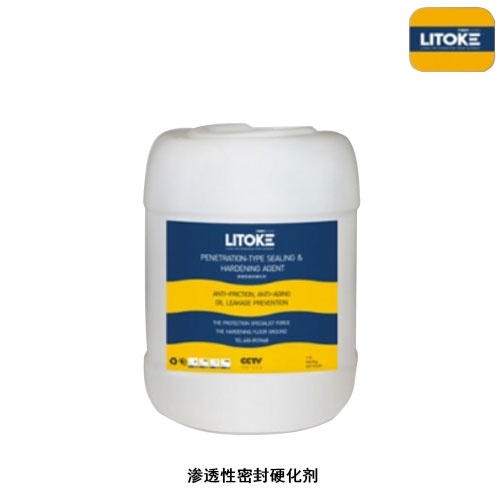 LITOKE
LITOKE
PENETRATION-TYPE SEALING &
HARDENING AGENT
ANTI-FRICTION, ANTI-AGING
OIL LEAKAGE PREVENTION
THE PROTECTION SPECIALIST FORCE
THE HARDENING FLOOR GROUND
CCTV
渗透性密封硬化剂